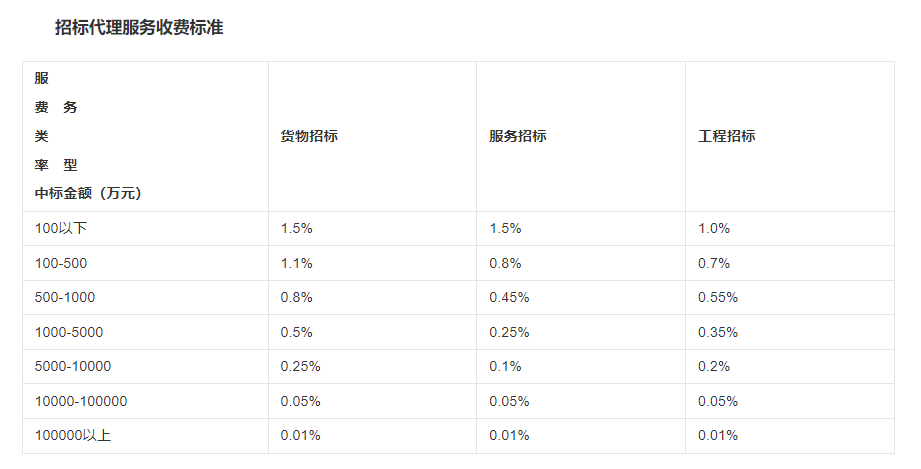 招标代理服务收费标准
服
费 务
类
率 型
中标金额（万元） 货物招标 服务招标 工程招标
100以下 1.5% 1.5% 1.0%
100-500 1.1% 0.8% 0.7%
500-1000 0.8% 0.45% 0.55%
1000-5000 0.5% 0.25% 0.35%
5000-10000 0.25% 0.1% 0.2%
10000-100000 0.05% 0.05% 0.05%
100000以上 0.01% 0.01% 0.01%